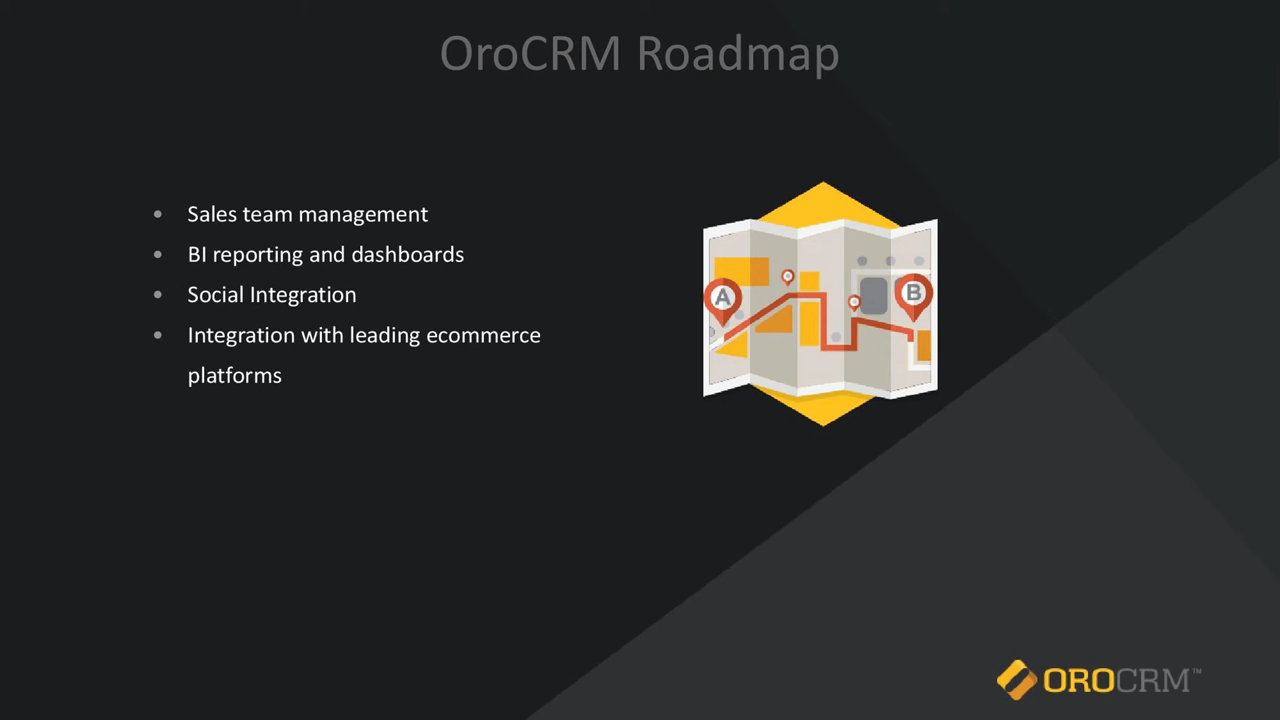 OroCRM Roadmap
• Sales team management
• BI reporting and dashboards
• Social Integration
• Integration with leading ecommerce
platforms
A
B
OROCRM™